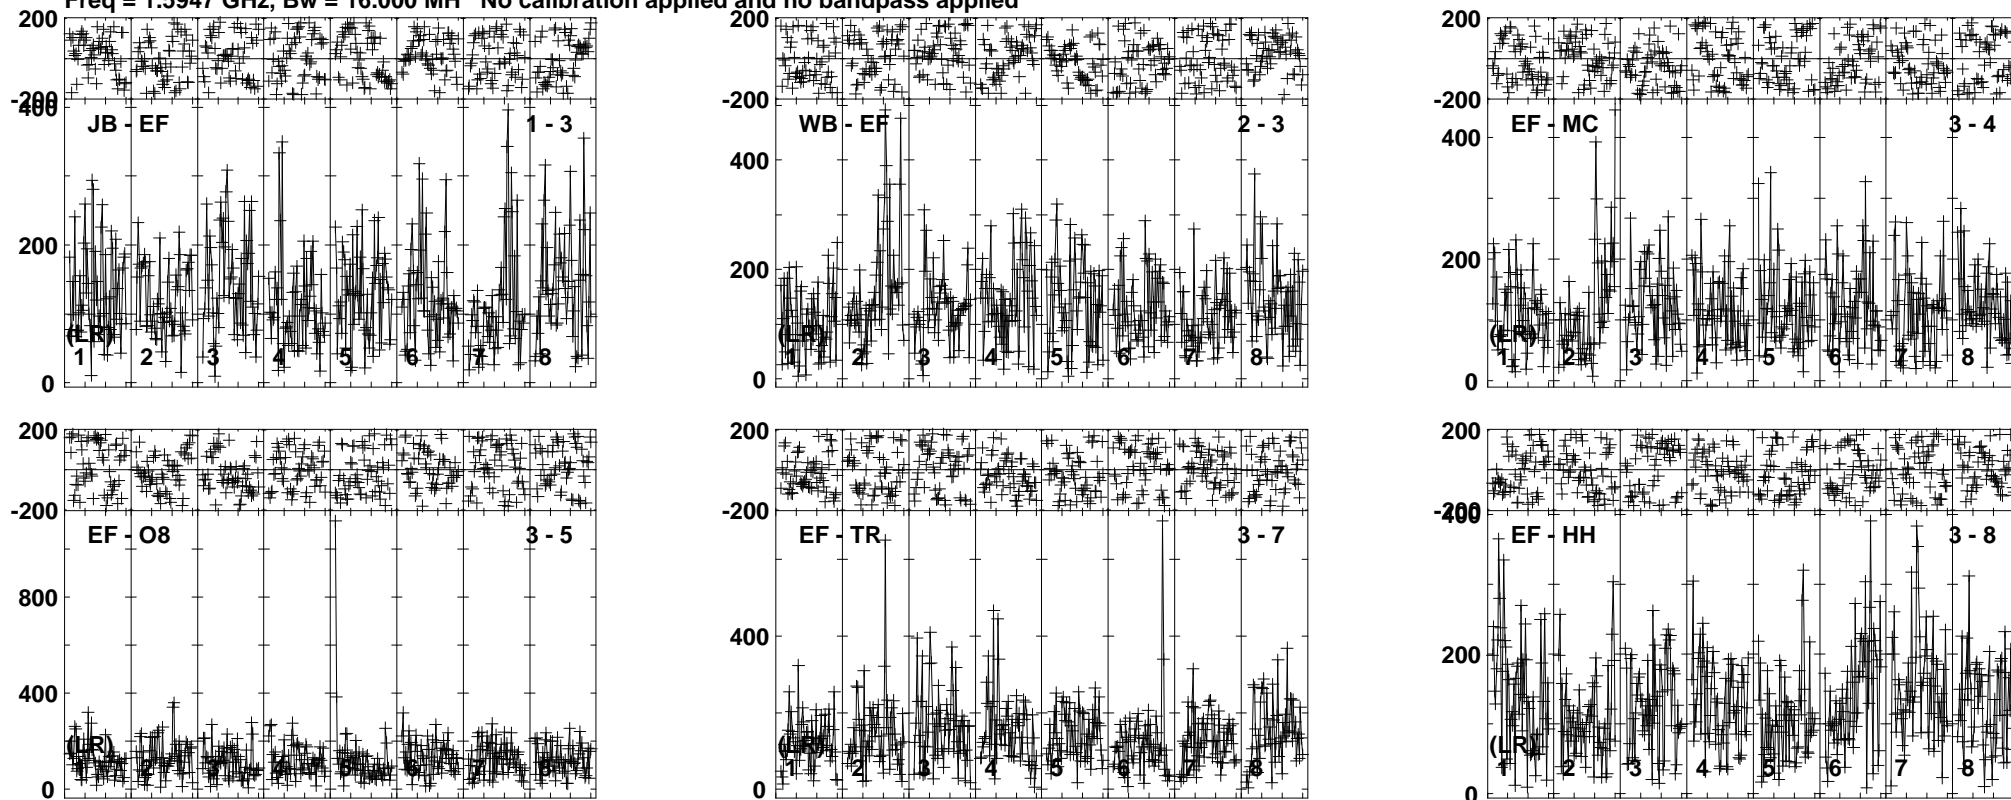 Freq = 1.5947 GHz, Bw = 16.000 MH No calibration applied and no bandpass applied
200
-200
400
JB - EF 1 - 3
200
(LR)
1 2 3 4 5 6 7 8
0
200
-200
WB - EF 2 - 3
400
200
(LR)
1 2 3 4 5 6 7 8
0
200
-200
EF - MC 3 - 4
400
200
(LR)
1 2 3 4 5 6 7 8
0
200
-200
EF - O8 3 - 5
800
400
(LR)
1 2 3 4 5 6 7 8
0
200
-200
EF - TR 3 - 7
400
(LR)
1 2 3 4 5 6 7 8
0
200
-200
400
EF - HH 3 - 8
200
(LR)
1 2 3 4 5 6 7 8
0